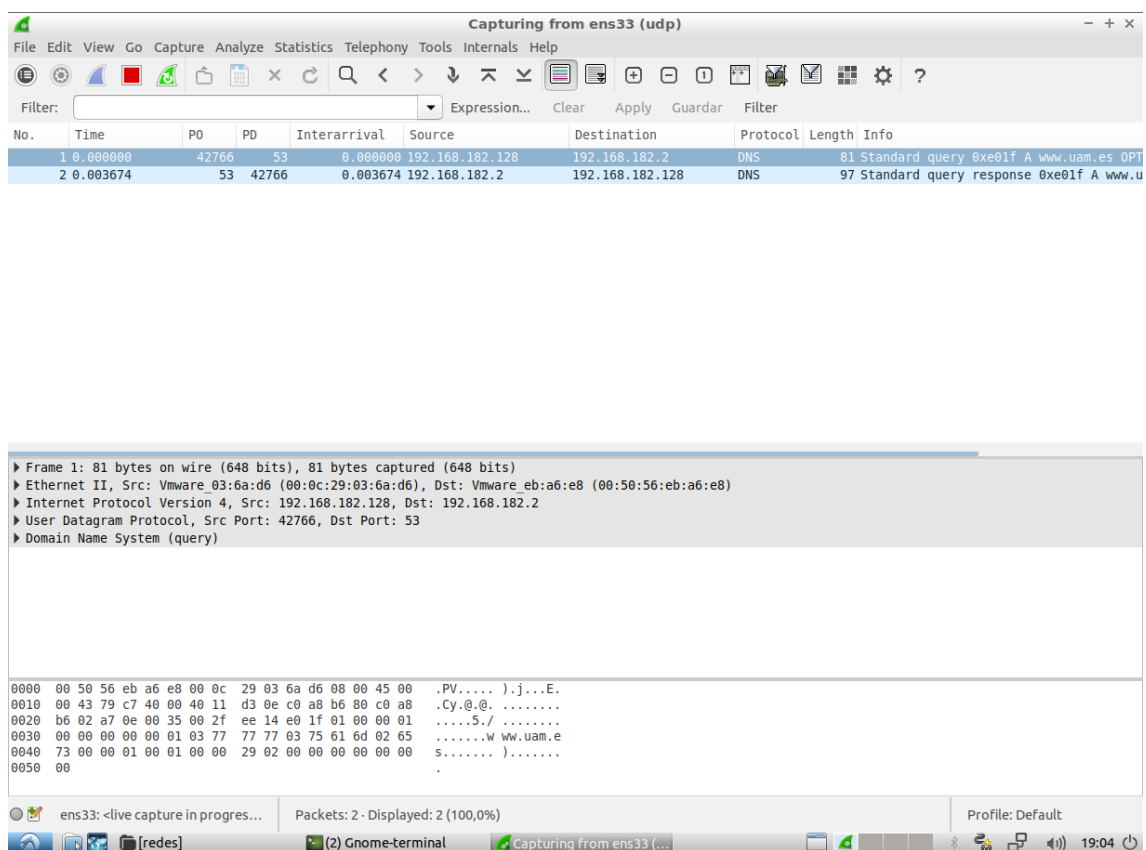 Capturing from ens33 (udp)
File Edit View Go Capture Analyze Statistics Telephony Tools Internals Help
Filter: Expression... Clear Apply Guardar Filter
No. Time PO PD Interarrival Source Destination Protocol Length Info
1 0.000000 42766 53 0.000000 192.168.182.128 192.168.182.2 DNS 81 Standard query 0xe01f A www.uam.es OPT
2 0.003674 53 42766 0.003674 192.168.182.2 192.168.182.128 DNS 97 Standard query response 0xe01f A www.u
Frame 1: 81 bytes on wire (648 bits), 81 bytes captured (648 bits)
Ethernet II, Src: Vmware_03:6a:d6 (00:0c:29:03:6a:d6), Dst: Vmware_eb:a6:e8 (00:50:56:eb:a6:e8)
Internet Protocol Version 4, Src: 192.168.182.128, Dst: 192.168.182.2
User Datagram Protocol, Src Port: 42766, Dst Port: 53
Domain Name System (query)
0000 00 50 56 eb a6 e8 00 0c 29 03 6a d6 08 00 45 00 .PV..... ).j...E.
0010 00 43 79 c7 40 00 40 11 d3 0e c0 a8 b6 80 c0 a8 .Cy.@.@. ........
0020 b6 02 a7 0e 00 35 00 2f ee 14 e0 1f 01 00 00 01 .....5./ ........
0030 00 00 00 00 00 01 03 77 77 77 03 75 61 6d 02 65 .......w ww.uam.e
0040 73 00 00 01 00 01 00 00 29 02 00 00 00 00 00 00 s....... ).......
0050 00 .
ens33: <live capture in progres... Packets: 2 · Displayed: 2 (100,0%) Profile: Default
[redes] (2) Gnome-terminal Capturing from ens33 (... 19:04